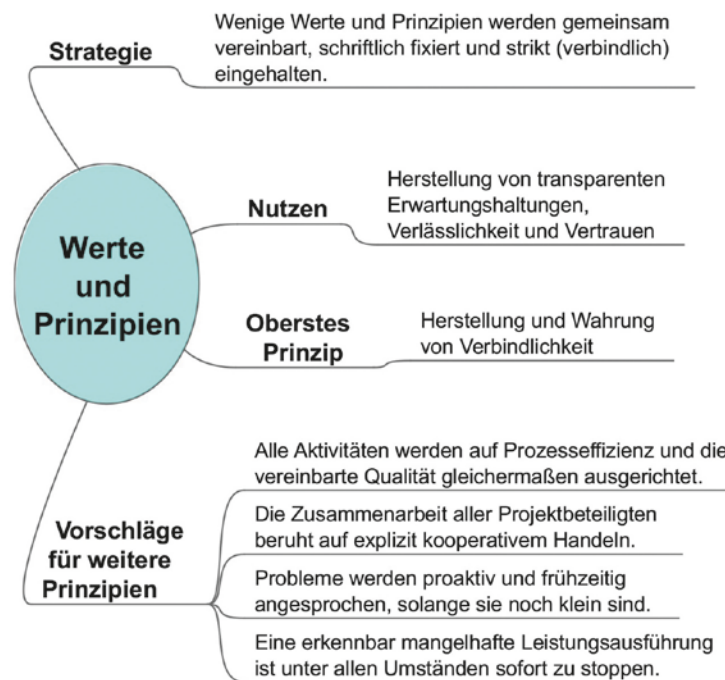 Strategie
Wenige Werte und Prinzipien werden gemeinsam
vereinbart, schriftlich fixiert und strikt (verbindlich)
eingehalten.
Werte
und
Prinzipien
Nutzen
Herstellung von transparenten
Erwartungshaltungen,
Verlässlichkeit und Vertrauen
Oberstes
Prinzip
Herstellung und Wahrung
von Verbindlichkeit
Vorschläge
für weitere
Prinzipien
Alle Aktivitäten werden auf Prozesseffizienz und die
vereinbarte Qualität gleichermaßen ausgerichtet.
Die Zusammenarbeit aller Projektbeteiligten
beruht auf explizit kooperativem Handeln.
Probleme werden proaktiv und frühzeitig
angesprochen, solange sie noch klein sind.
Eine erkennbar mangelhafte Leistungsausführung
ist unter allen Umständen sofort zu stoppen.